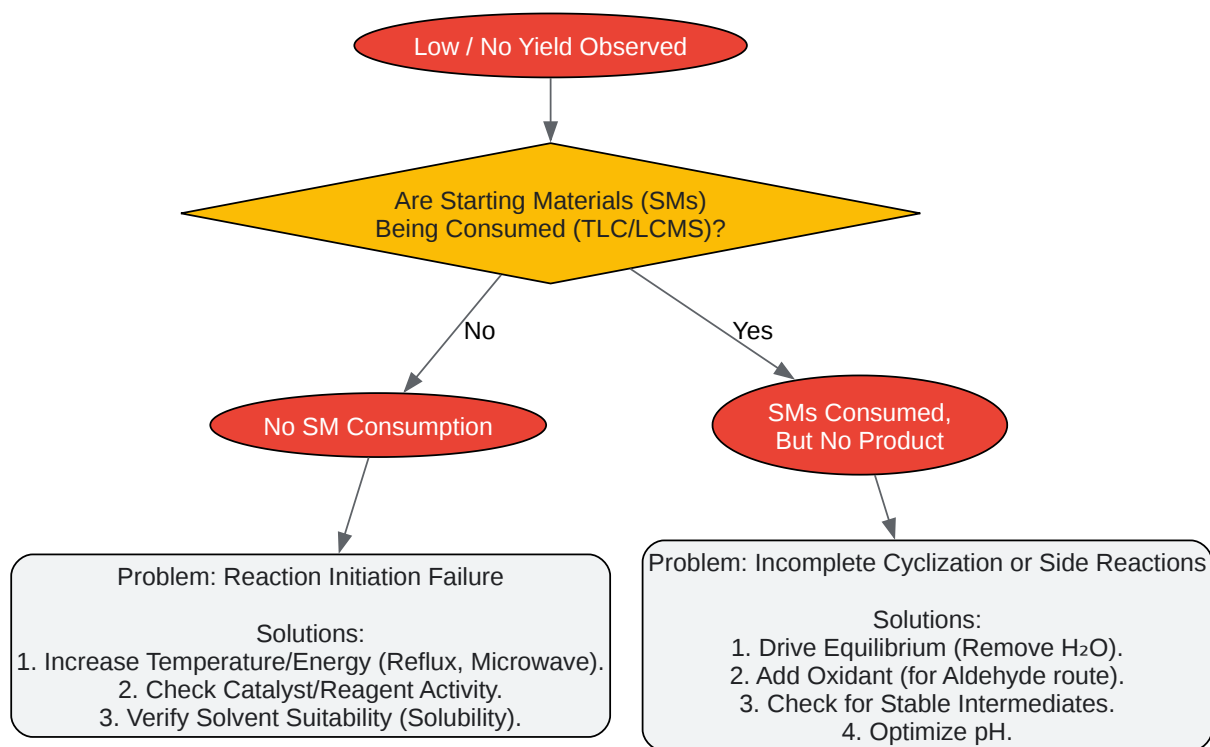 Low / No Yield Observed
Are Starting Materials (SMs)
Being Consumed (TLC/LCMS)?
No
Yes
No SM Consumption
SMs Consumed,
But No Product
Problem: Reaction Initiation Failure
Solutions:
1. Increase Temperature/Energy (Reflux, Microwave).
2. Check Catalyst/Reagent Activity.
3. Verify Solvent Suitability (Solubility).
Problem: Incomplete Cyclization or Side Reactions
Solutions:
1. Drive Equilibrium (Remove H₂O).
2. Add Oxidant (for Aldehyde route).
3. Check for Stable Intermediates.
4. Optimize pH.